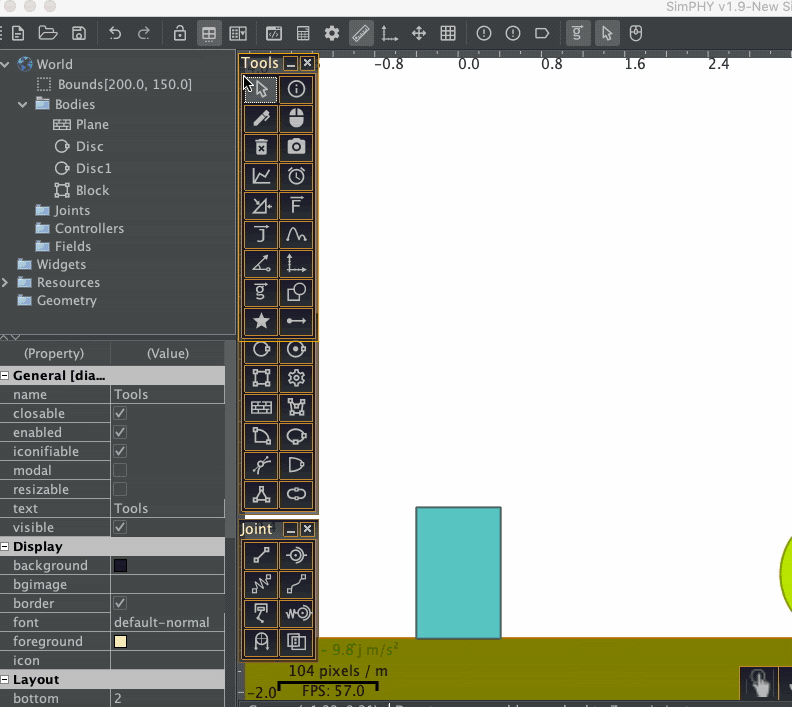 SimPHY v1.9-New Si
World
Bounds[200.0, 150.0]
Bodies
Plane
Disc
Disc1
Block
Joints
Controllers
Fields
Widgets
Resources
Geometry
(Property) (Value)
General [dia...
name Tools
closable
enabled
iconifiable
modal
resizable
text Tools
visible
Display
background
bgimage
border
font default-normal
foreground
icon
Layout
bottom 2
Tools
-0.8 0.0 0.8 1.6 2.4
Joint
- 9.8 j m/s²
104 pixels / m
FPS: 57.0
-2.0